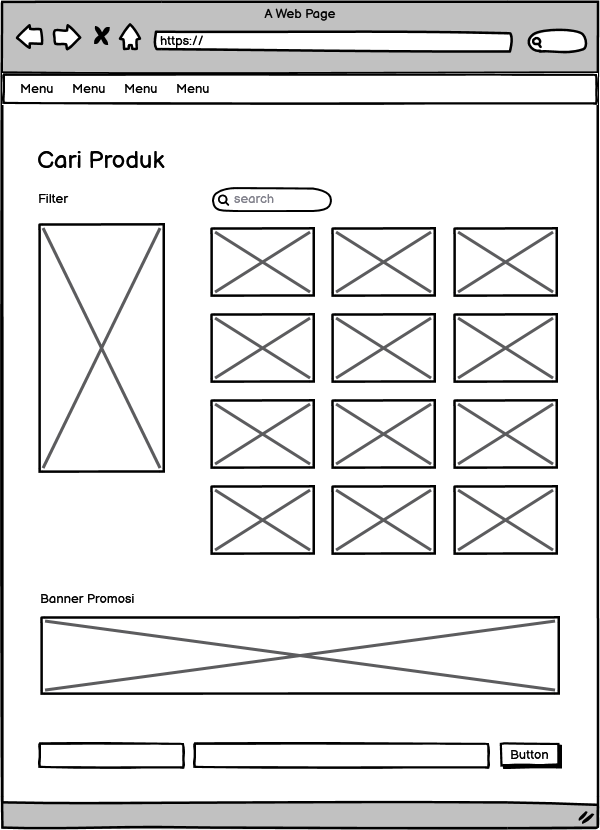 A Web Page
https://
Menu Menu Menu Menu
Cari Produk
Filter
search
Banner Promosi
Button